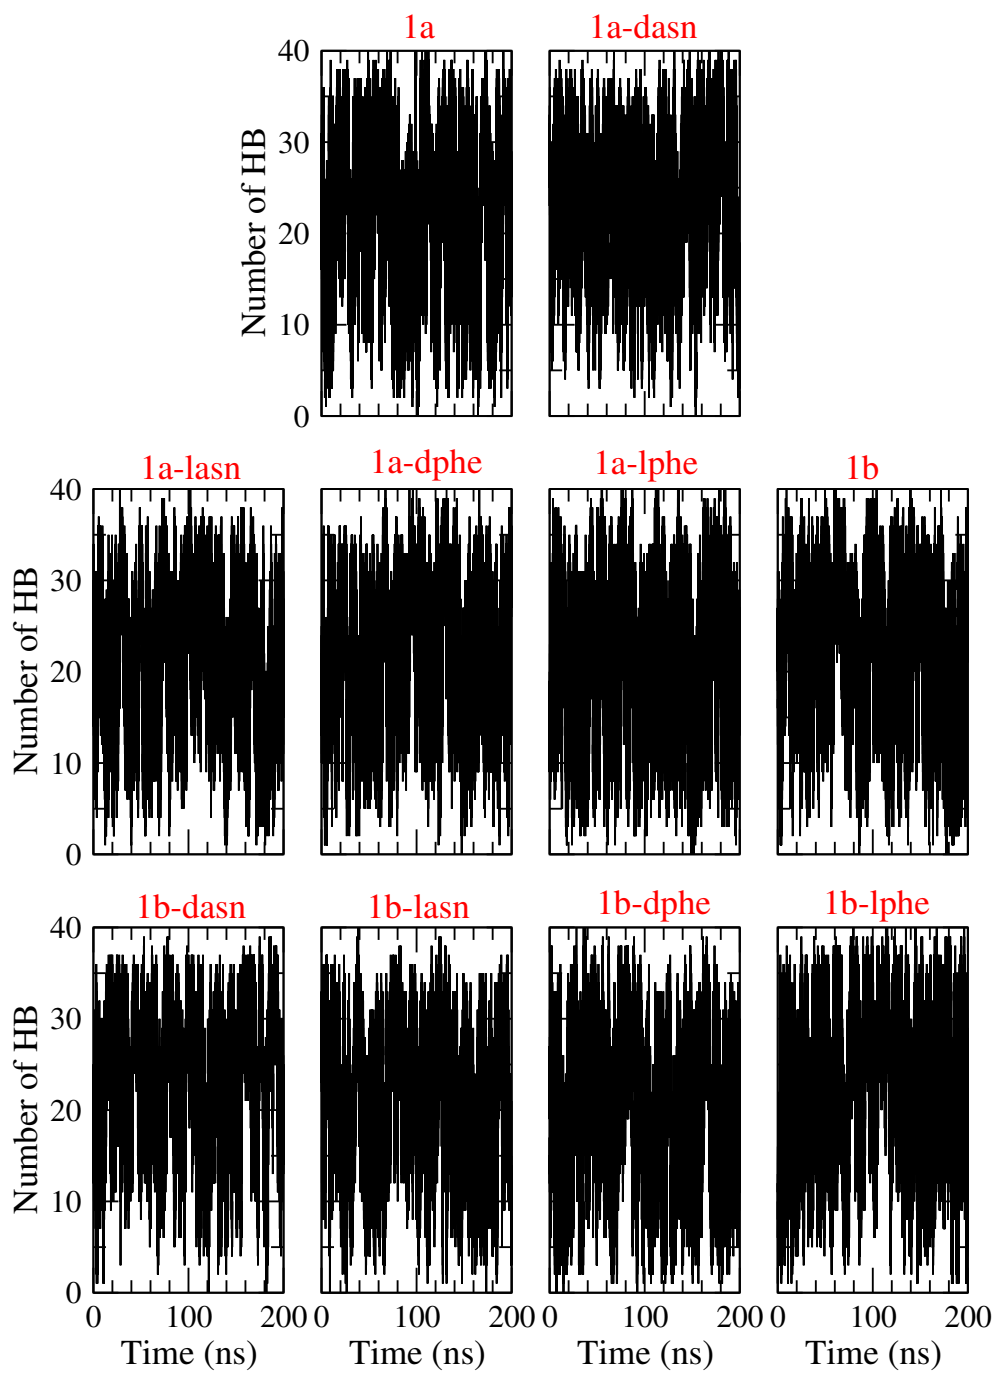 1a 1a-dasn
Number of HB
40
30
20
10
0
1a-lasn 1a-dphe 1a-lphe 1b
Number of HB
40
30
20
10
0
1b-dasn 1b-lasn 1b-dphe 1b-lphe
Number of HB
40
30
20
10
0
0 100 200 0 100 200 0 100 200 0 100 200
Time (ns) Time (ns) Time (ns) Time (ns)